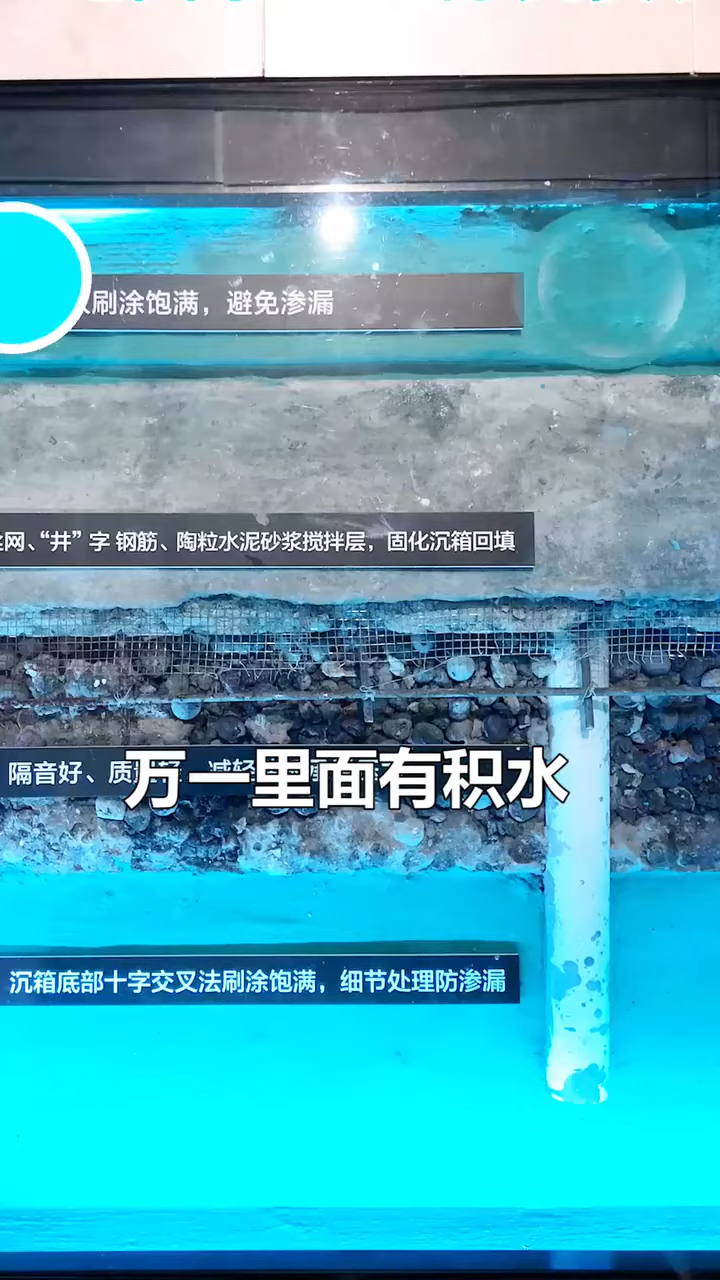 刷涂饱满，避免渗漏
网、“井”字 钢筋、陶粒水泥砂浆搅拌层，固化沉箱回填
隔音好、质
万一里面有积水
沉箱底部十字交叉法刷涂饱满，细节处理防渗漏